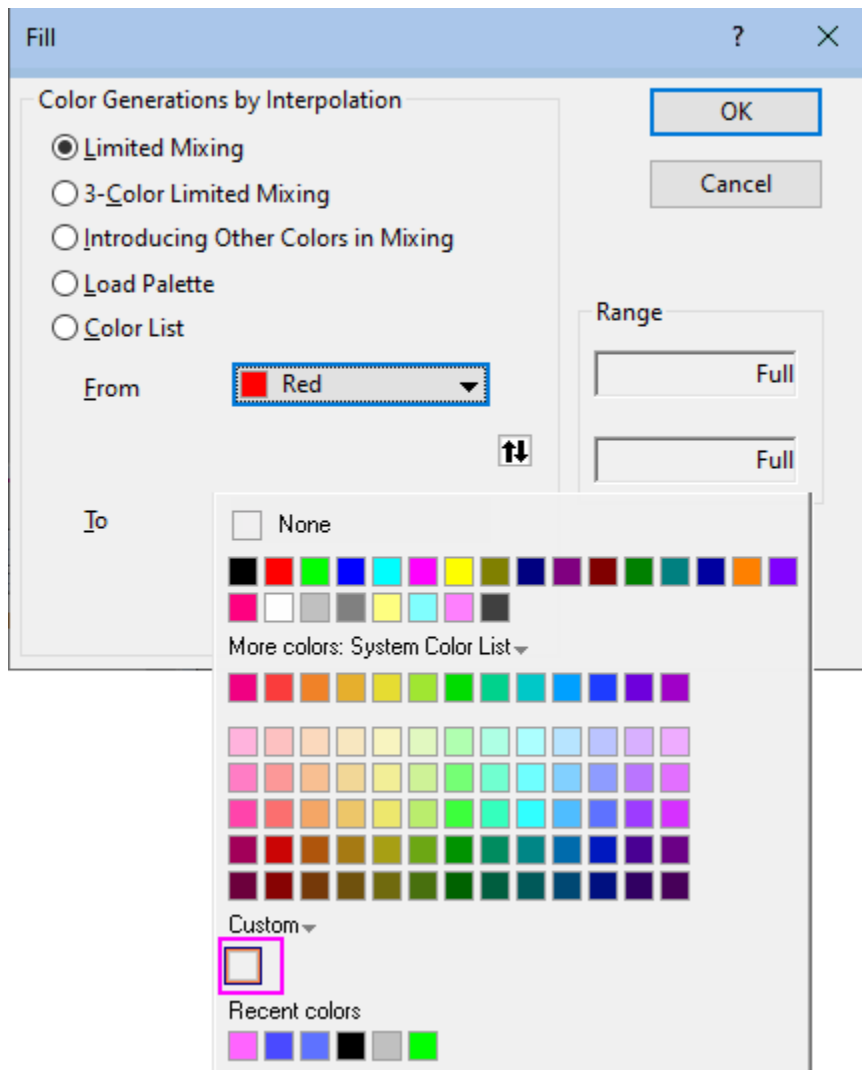 Fill ?
Color Generations by Interpolation
Limited Mixing
3-Color Limited Mixing
Introducing Other Colors in Mixing
Load Palette
Color List
From Red
To
OK
Cancel
Range
Full
Full
None
More colors: System Color List
Custom
Recent colors